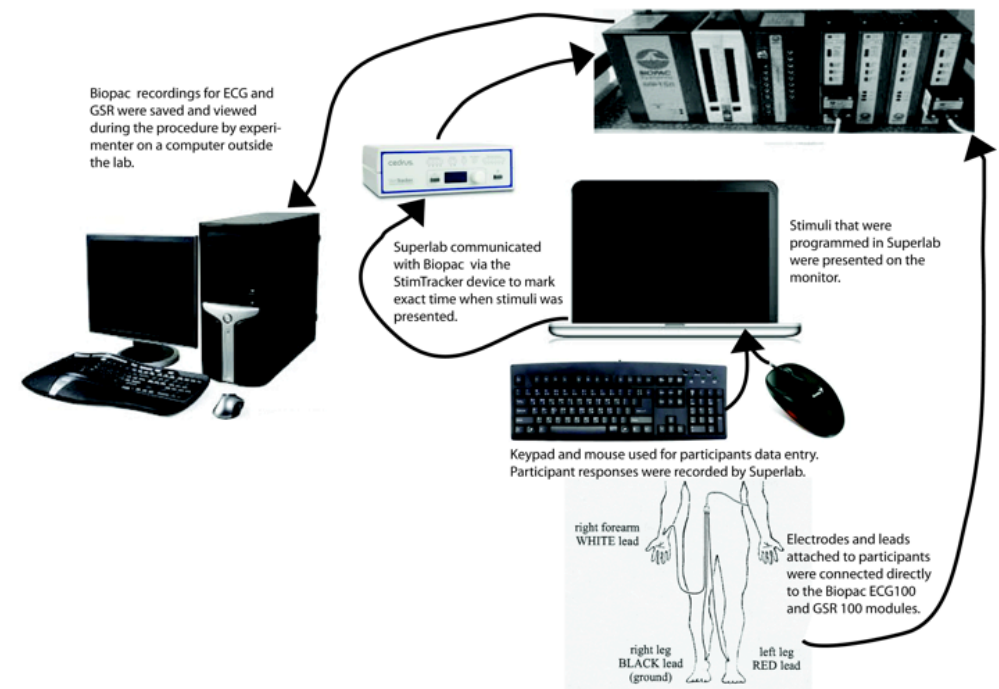 Biopac recordings for ECG and
GSR were saved and viewed
during the procedure by experi-
menter on a computer outside
the lab.
BIOPAC
cedrus.
Superlab communicated
with Biopac via the
StimTracker device to mark
exact time when stimuli was
presented.
Stimuli that were
programmed in Superlab
were presented on the
monitor.
Keypad and mouse used for participants data entry.
Participant responses were recorded by Superlab.
right forearm
WHITE lead
Electrodes and leads
attached to participants
were connected directly
to the Biopac ECG100
and GSR 100 modules.
right leg
BLACK lead
(ground)
left leg
RED lead